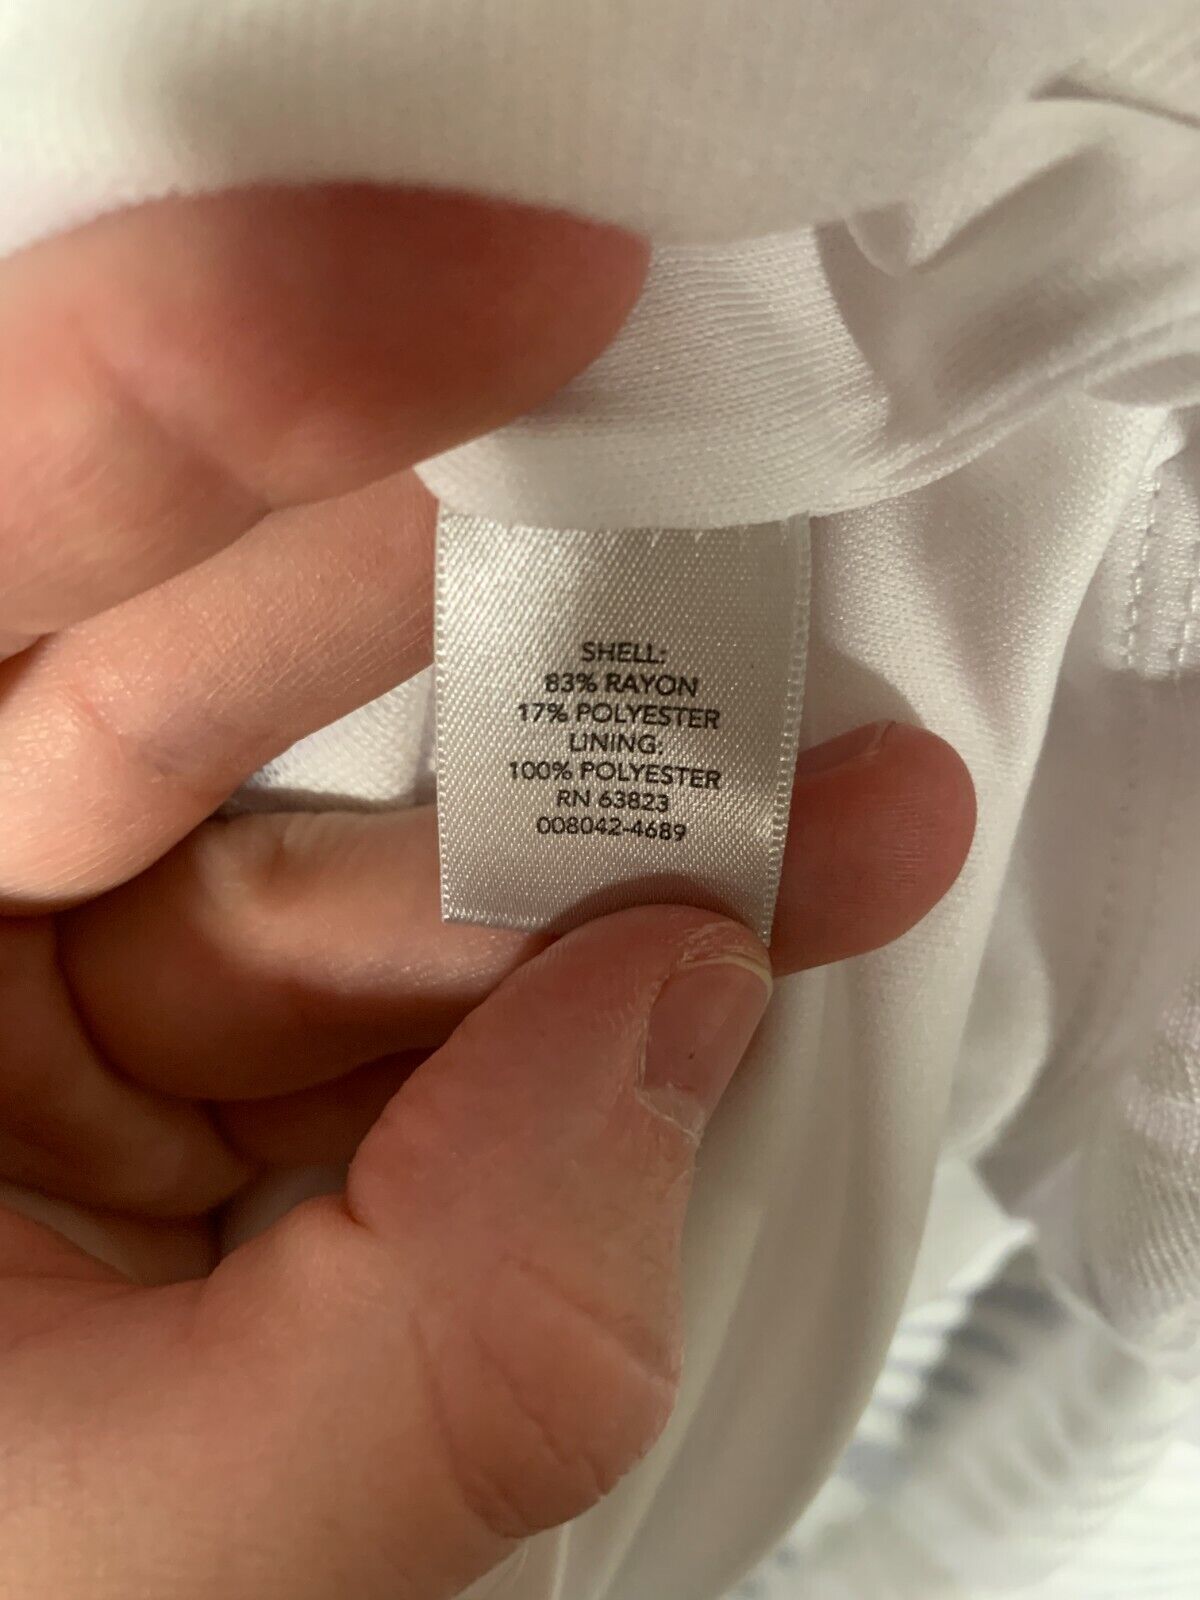 SHELL:
83% RAYON
17% POLYESTER
LINING:
100% POLYESTER
RN 63823
008042-4689